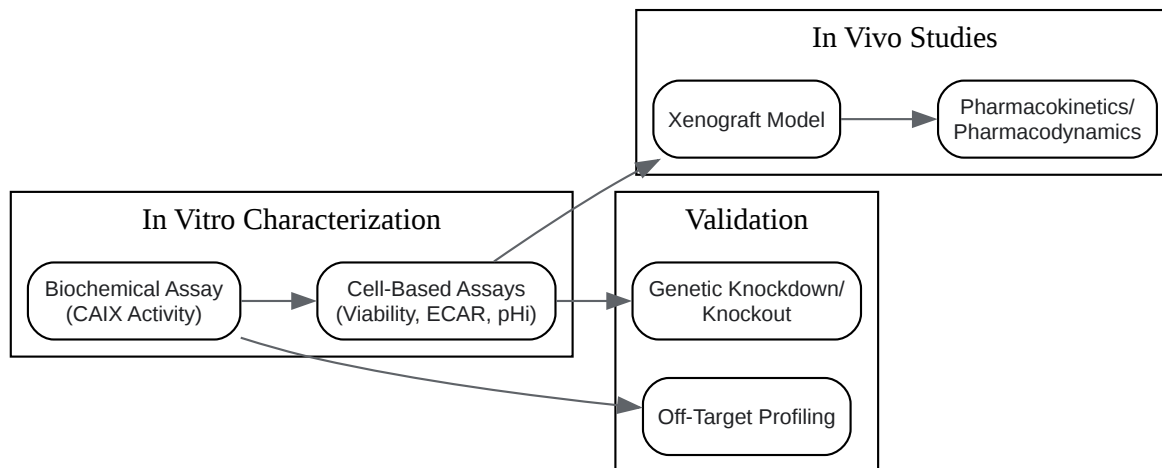 In Vivo Studies
Xenograft Model
Pharmacokinetics/
Pharmacodynamics
In Vitro Characterization
Biochemical Assay
(CAIX Activity)
Cell-Based Assays
(Viability, ECAR, pHi)
Validation
Genetic Knockdown/
Knockout
Off-Target Profiling